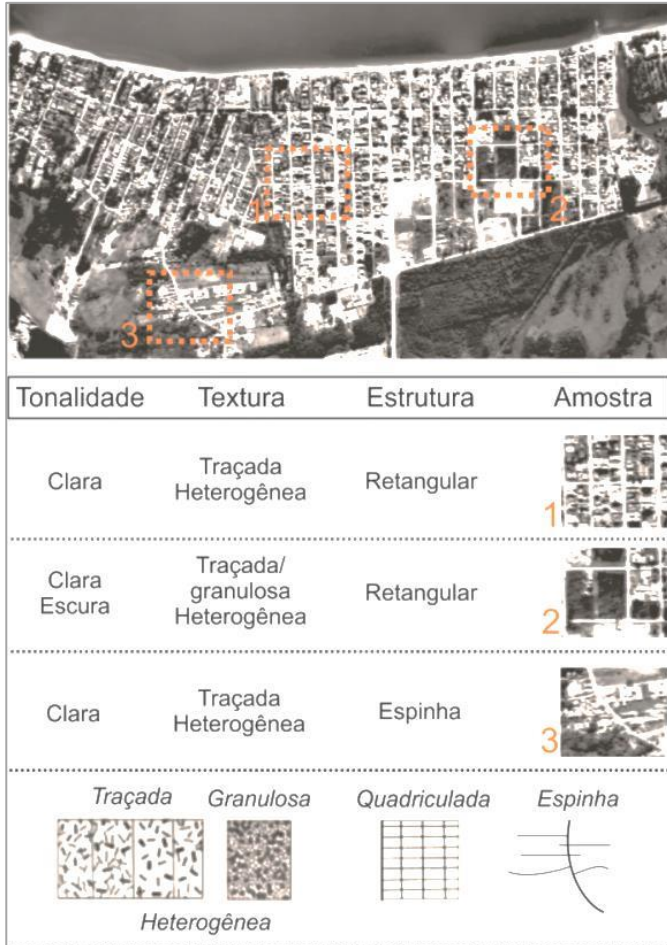 1
2
3
Tonalidade Textura Estrutura Amostra
Clara
Traçada
Heterogênea
Retangular
1
Clara
Escura
Traçada/
granulosa
Heterogênea
Retangular
2
Clara
Traçada
Heterogênea
Espinha
3
Traçada Granulosa Quadriculada Espinha
Heterogênea